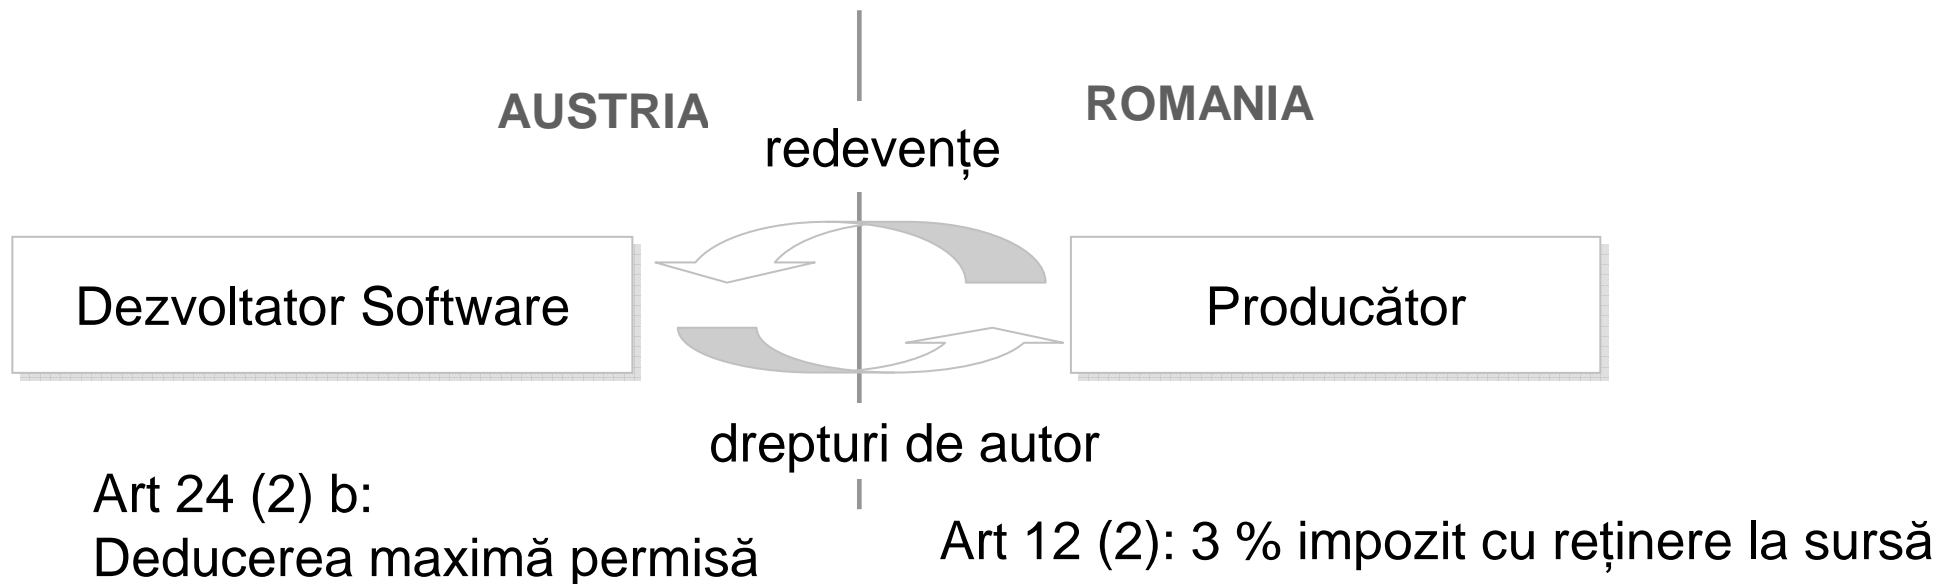 AUSTRIA
ROMANIA
redevențe
Dezvoltator Software
Producător
drepturi de autor
Art 24 (2) b:
Deducerea maximă permisă
Art 12 (2): 3 % impozit cu reținere la sursă